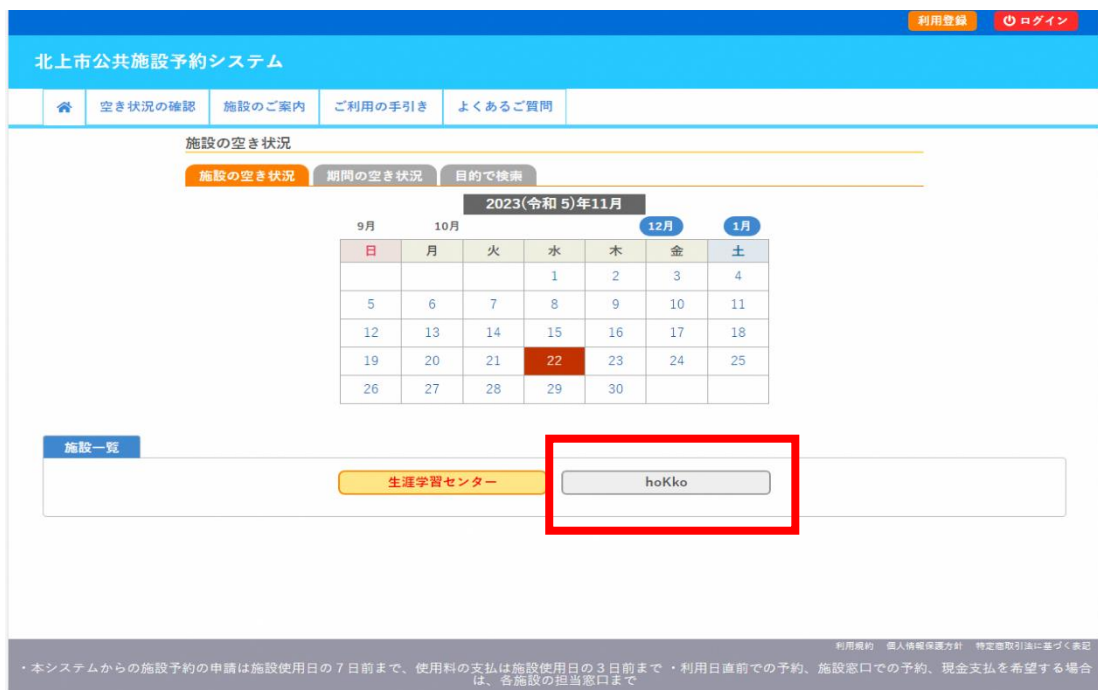 利用登録 ログイン
北上市公共施設予約システム
空き状況の確認 施設のご案内 ご利用の手引き よくあるご質問
施設の空き状況
施設の空き状況 期間の空き状況 目的で検索
2023(令和 5)年11月
9月 10月 12月 1月
日 月 火 水 木 金 土
1 2 3 4
5 6 7 8 9 10 11
12 13 14 15 16 17 18
19 20 21 22 23 24 25
26 27 28 29 30
施設一覧
生涯学習センター hoKko
利用規約 個人情報保護方針 特定商取引法に基づく表記
・本システムからの施設予約の申請は施設使用日の7日前まで、使用料の支払は施設使用日の3日前まで ・利用日直前での予約、施設窓口での予約、現金支払を希望する場合
は、各施設の担当窓口まで